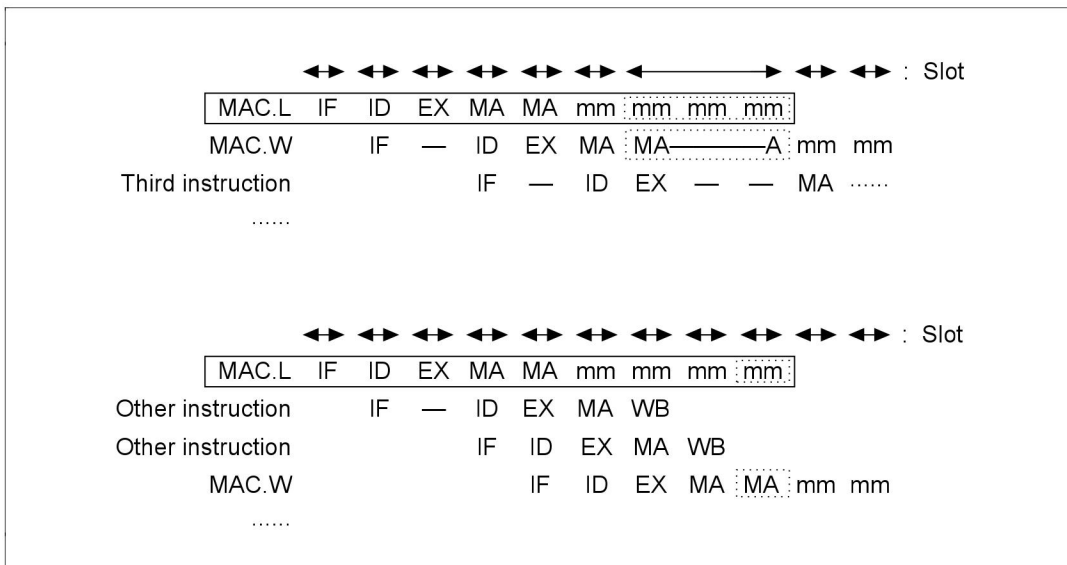 : Slot
MAC.L IF ID EX MA MA mm mm mm mm
MAC.W IF — ID EX MA MA———A mm mm
Third instruction IF — ID EX — — MA ······
······
: Slot
MAC.L IF ID EX MA MA mm mm mm mm
Other instruction IF — ID EX MA WB
Other instruction IF ID EX MA WB
MAC.W IF ID EX MA MA mm mm
······